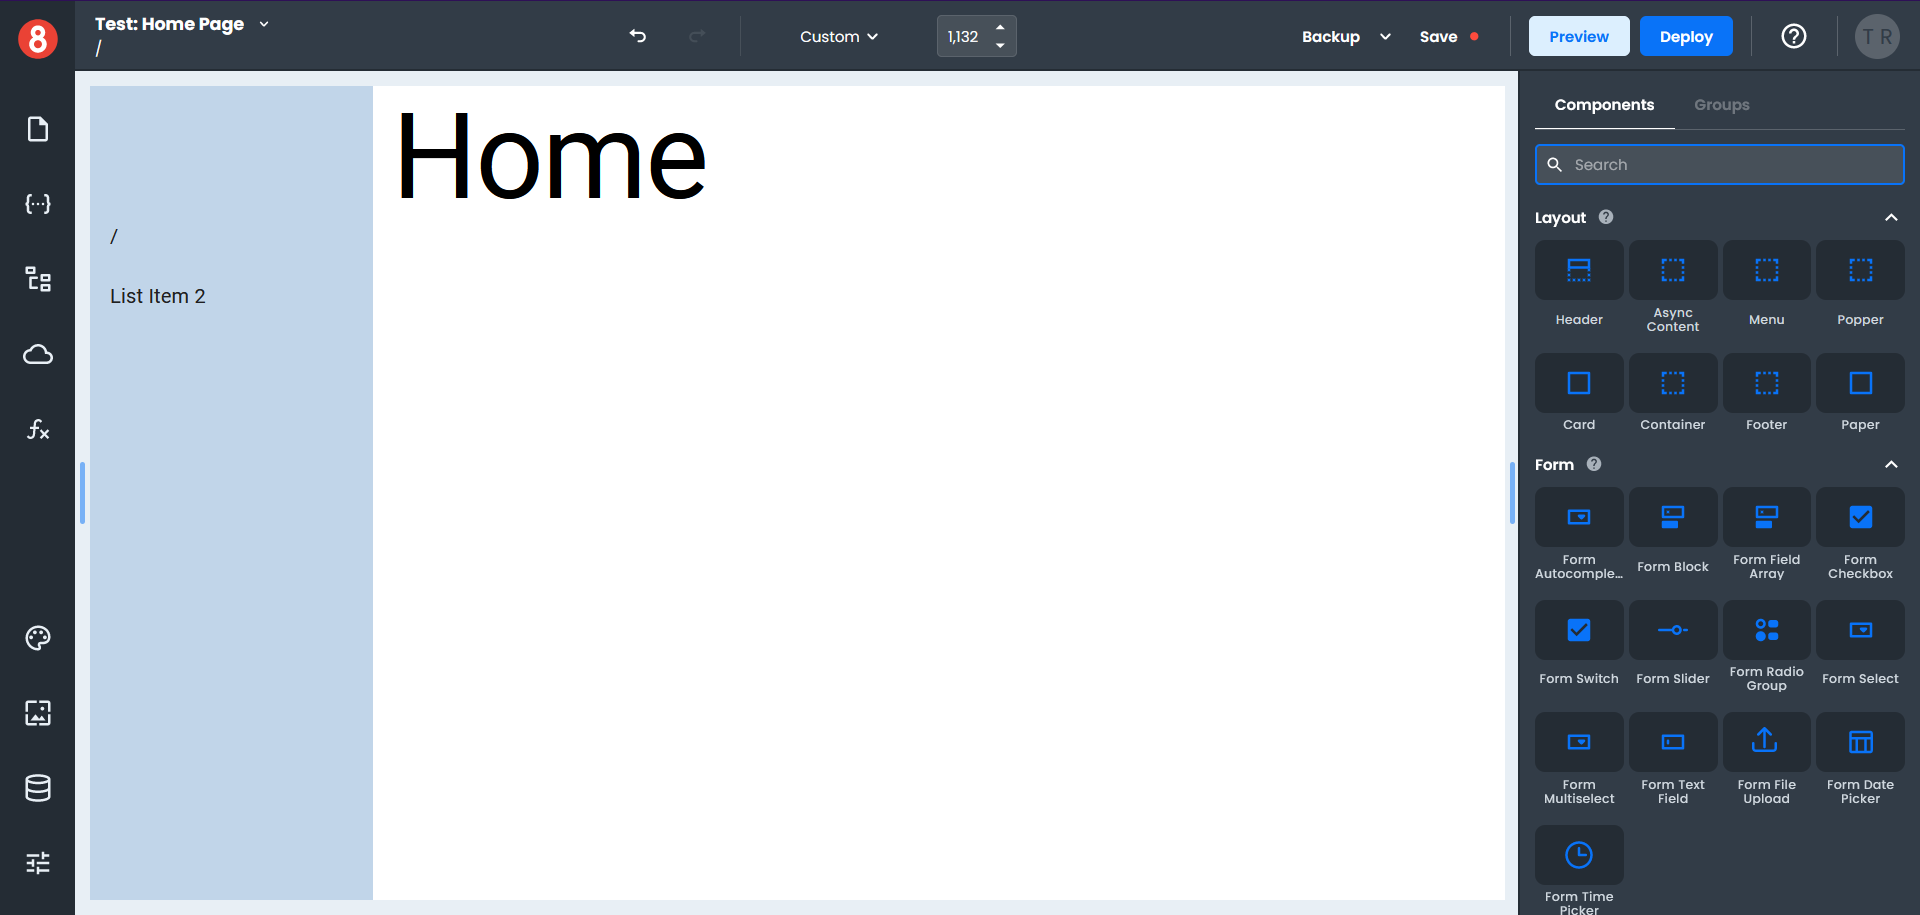 8
Test: Home Page
/
Custom
1,132
Backup
Save
Preview
Deploy
?
T R
Home
/
List Item 2
Components
Groups
Search
Layout ?
Header
Async
Content
Menu
Popper
Card
Container
Footer
Paper
Form ?
Form
Autocomple...
Form Block
Form Field
Array
Form
Checkbox
Form Switch
Form Slider
Form Radio
Group
Form Select
Form
Multiselect
Form Text
Field
Form File
Upload
Form Date
Picker
Form Time
Picker